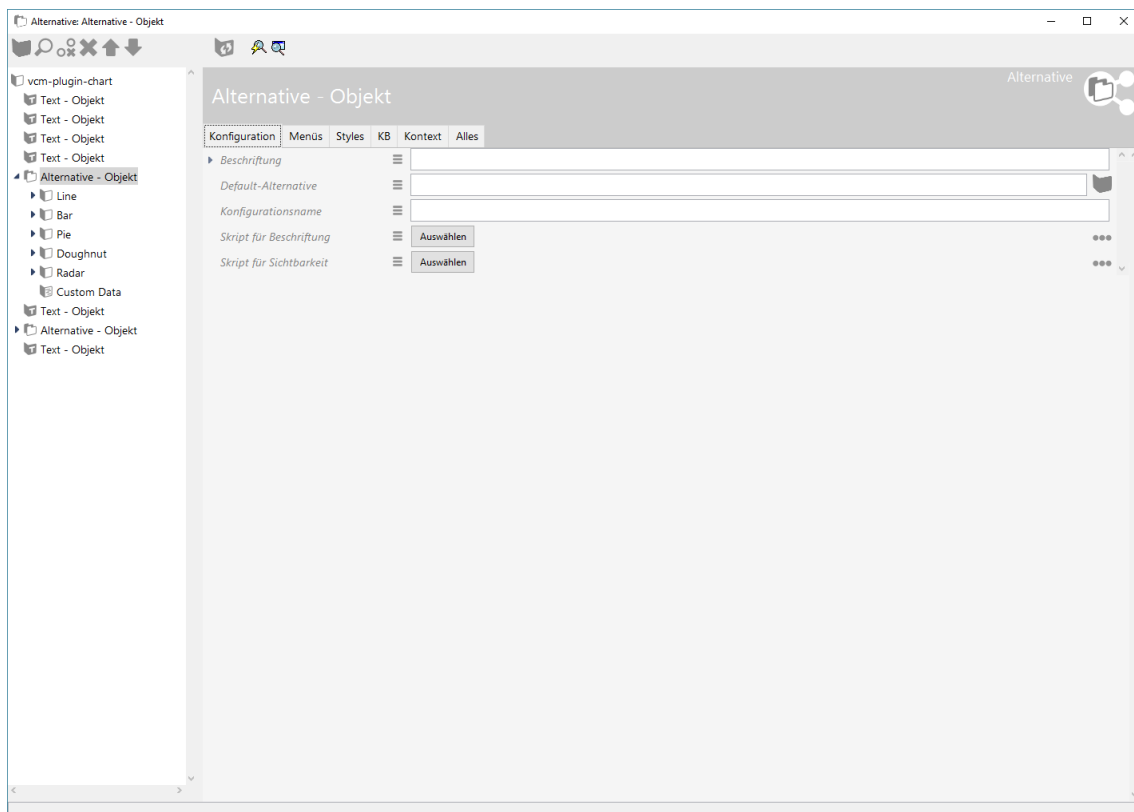 Alternative: Alternative - Objekt
vcm-plugin-chart
Text - Objekt
Text - Objekt
Text - Objekt
Text - Objekt
Alternative - Objekt
Line
Bar
Pie
Doughnut
Radar
Custom Data
Text - Objekt
Alternative - Objekt
Text - Objekt
Alternative
Alternative - Objekt
Konfiguration Menüs Styles KB Kontext Alles
Beschriftung
Default-Alternative
Konfigurationsname
Skript für Beschriftung Auswählen
Skript für Sichtbarkeit Auswählen